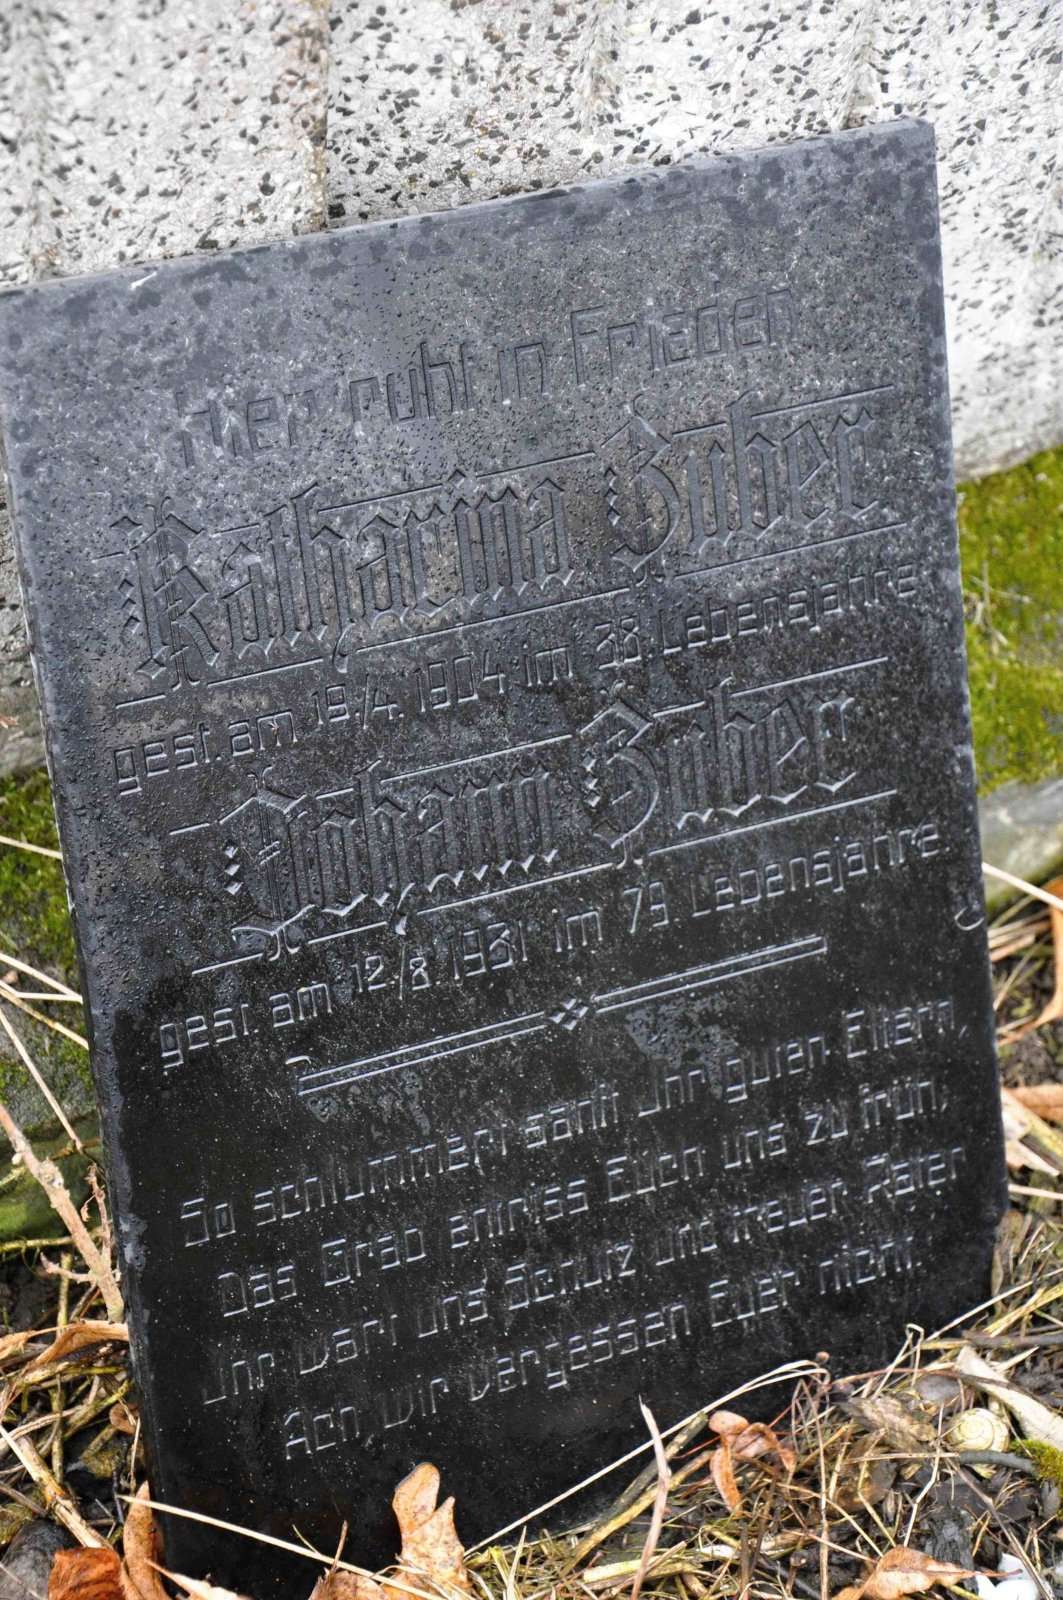 Hier ruht in Frieden
Katharina Zuber
gest. am 19./4. 1904 im 38. Lebensjahre
Johann Zuber
gest. am 12./8. 1931 im 79. Lebensjahre.
So schlummert sanft Ihr guten Eltern,
Das Grab entriss Euch uns zu früh,
Ihr wart uns Schutz und treuer Rater
Ach, wir vergessen Euer nicht.